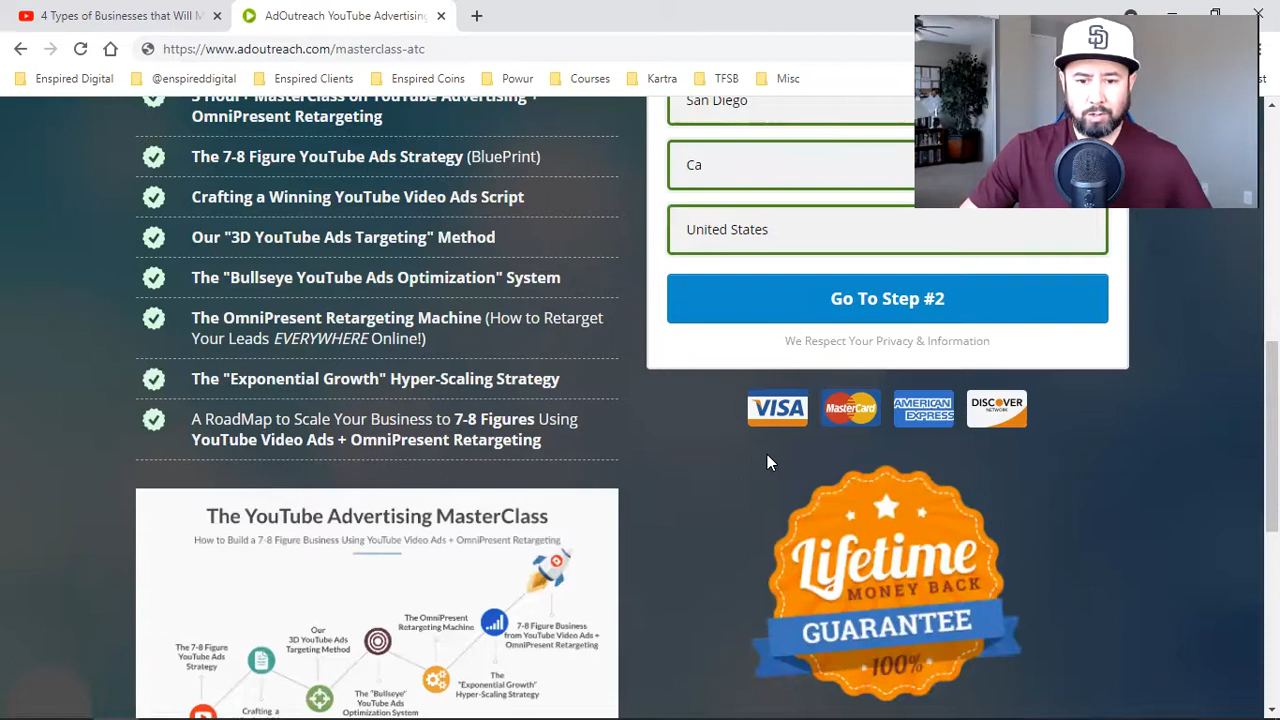 4 Types of Businesses that Will M
AdOutreach YouTube Advertising
https://www.adoutreach.com/masterclass-atc
Enspired Digital
@enspireddigital
Enspired Clients
Enspired Coins
Powur
Courses
Kartra
TFSB
Misc
SD
MasterClass on YouTube Advertising +
OmniPresent Retargeting
The 7-8 Figure YouTube Ads Strategy (BluePrint)
Crafting a Winning YouTube Video Ads Script
Our "3D YouTube Ads Targeting" Method
The "Bullseye YouTube Ads Optimization" System
The OmniPresent Retargeting Machine (How to Retarget
Your Leads EVERYWHERE Online!)
The "Exponential Growth" Hyper-Scaling Strategy
A RoadMap to Scale Your Business to 7-8 Figures Using
YouTube Video Ads + OmniPresent Retargeting
The YouTube Advertising MasterClass
How to Build a 7-8 Figure Business Using YouTube Video Ads + OmniPresent Retargeting
The 7-8 Figure
YouTube Ads
Strategy
Crafting a
Our
3D YouTube Ads
Targeting Method
The "Bullseye"
YouTube Ads
Optimization System
The OmniPresent
Retargeting Machine
The
"Exponential Growth"
Hyper-Scaling Strategy
7-8 Figure Business
from YouTube Video Ads +
OmniPresent Retargeting
San Diego
Ca
United States
Go To Step #2
We Respect Your Privacy & Information
VISA
MasterCard
AMERICAN
EXPRESS
DISCOVER
NETWORK
Lifetime
MONEY BACK
GUARANTEE
100%